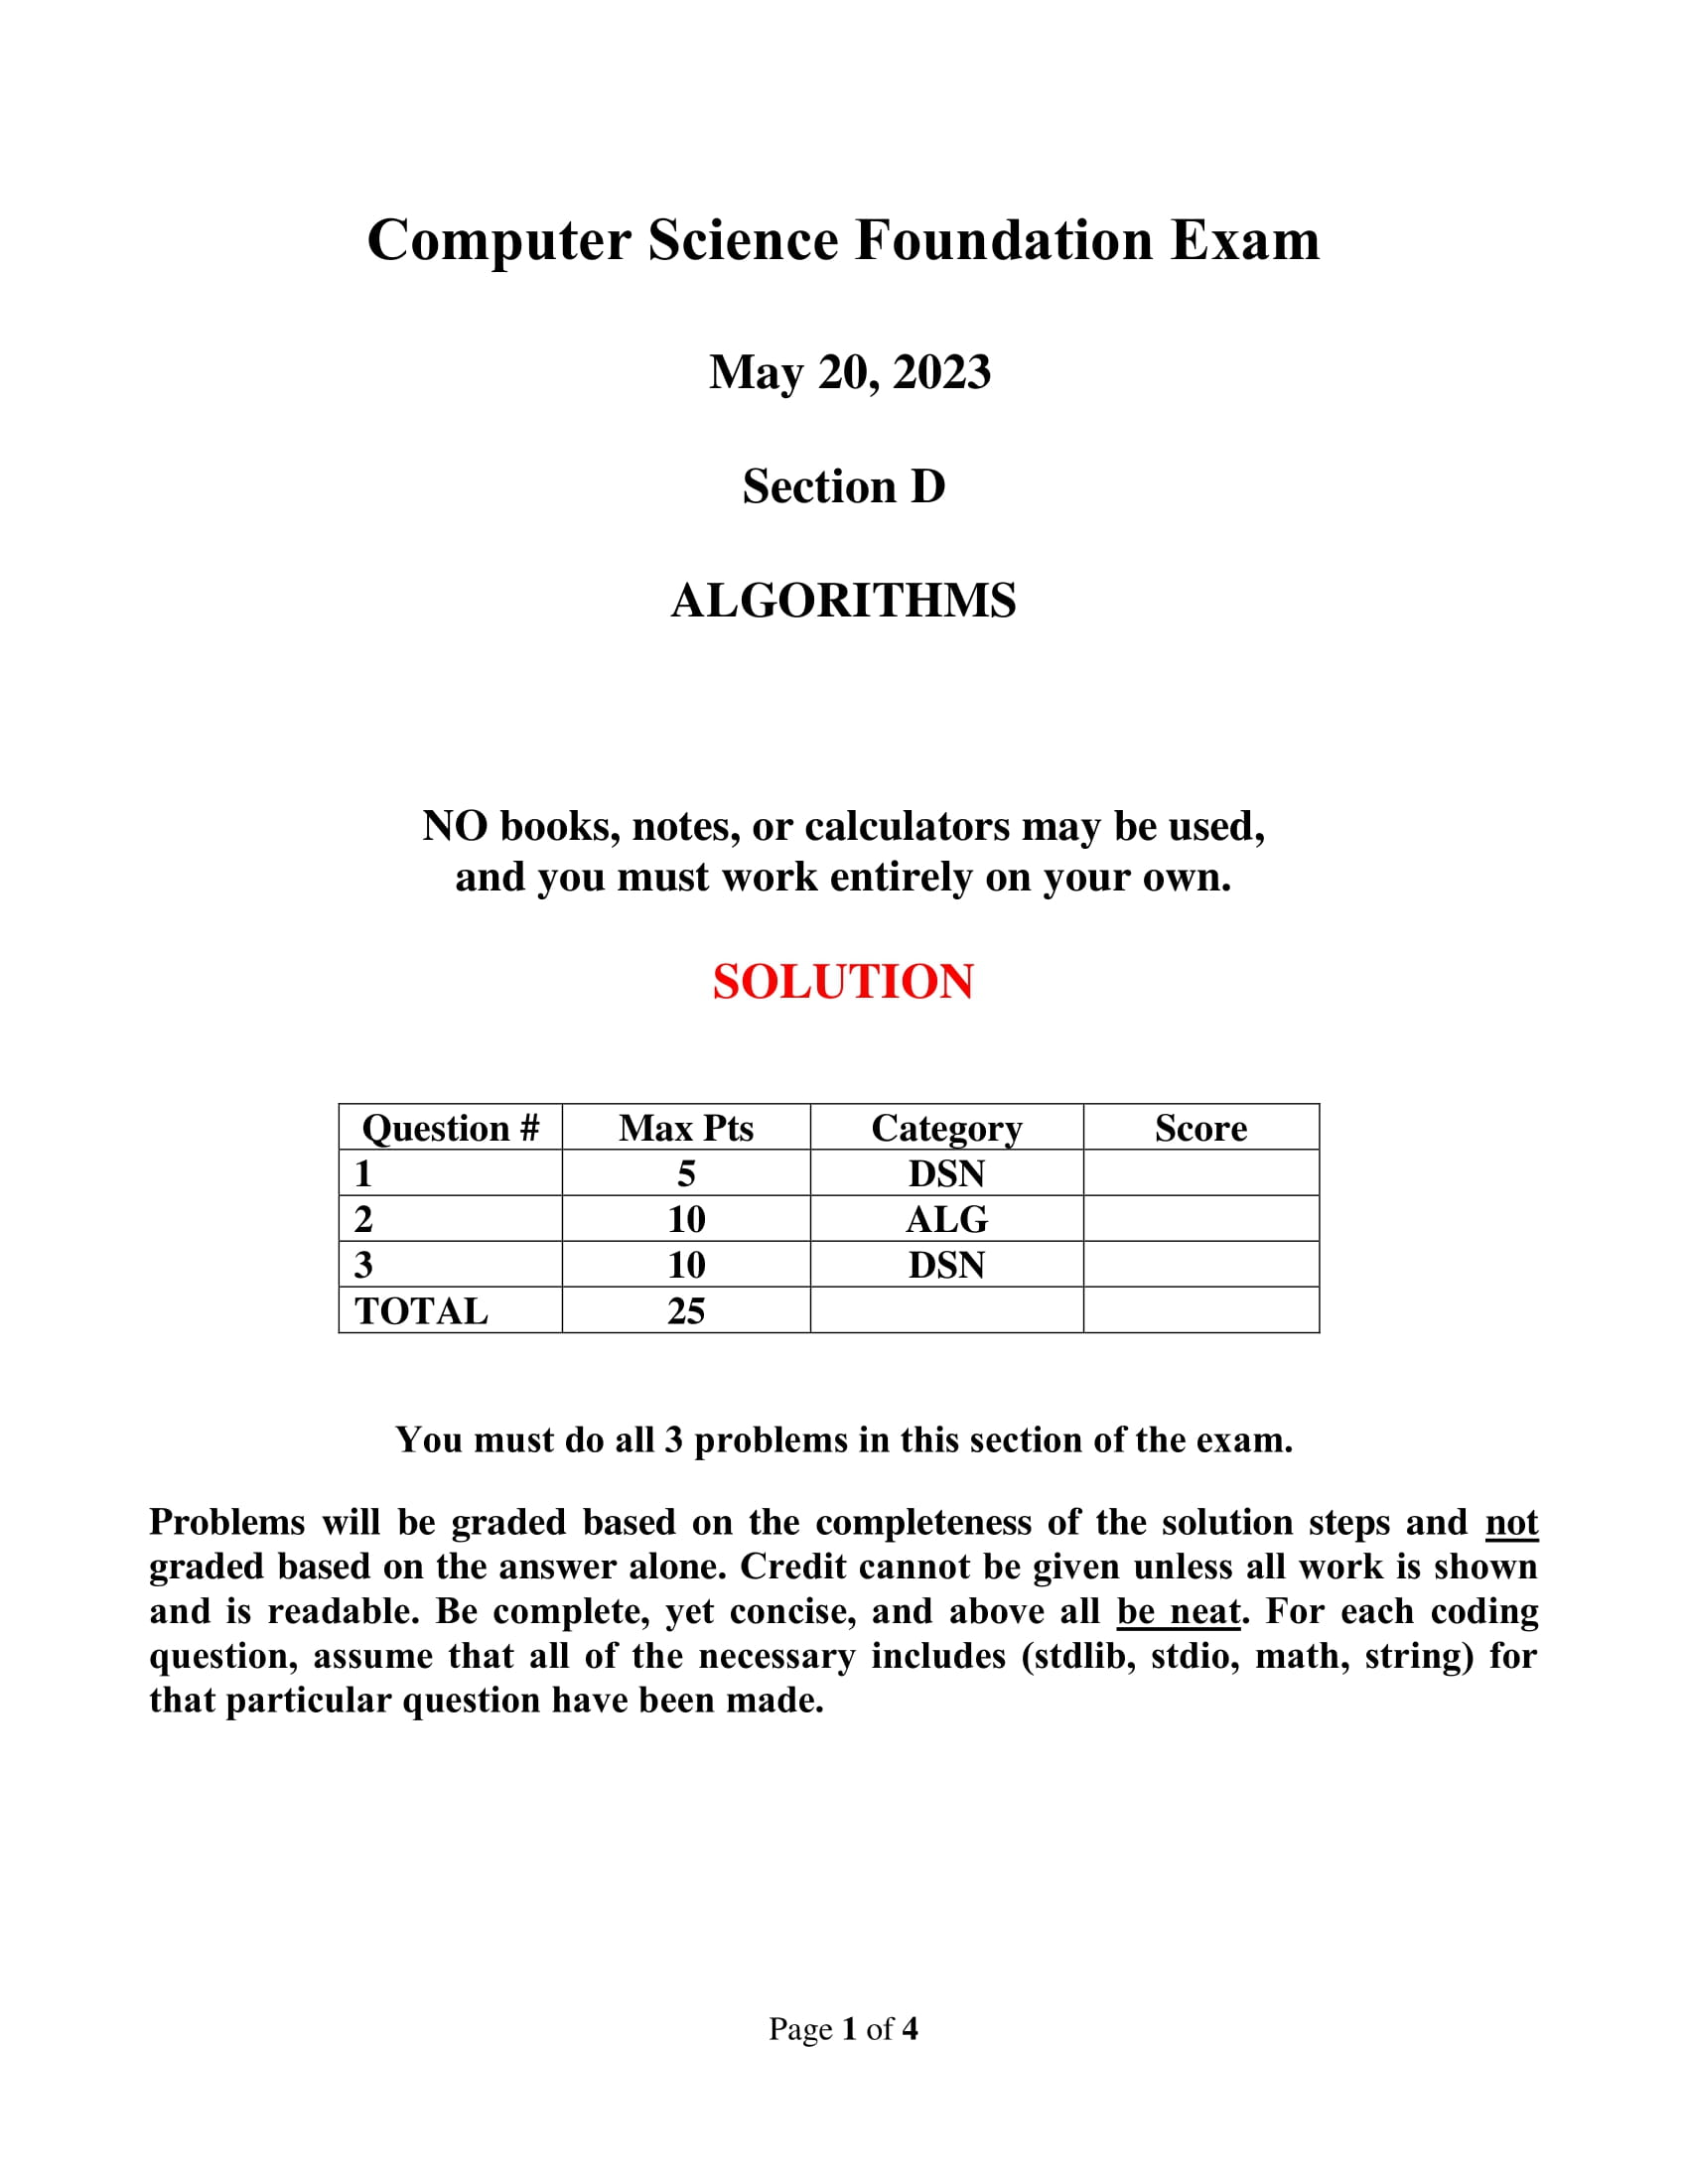 Computer Science Foundation Exam
May 20, 2023
Section D
ALGORITHMS
NO books, notes, or calculators may be used,
and you must work entirely on your own.
SOLUTION
Question # Max Pts Category Score
1 5 DSN
2 10 ALG
3 10 DSN
TOTAL 25
You must do all 3 problems in this section of the exam.
Problems will be graded based on the completeness of the solution steps and not
graded based on the answer alone. Credit cannot be given unless all work is shown
and is readable. Be complete, yet concise, and above all be neat. For each coding
question, assume that all of the necessary includes (stdlib, stdio, math, string) for
that particular question have been made.
Page 1 of 4